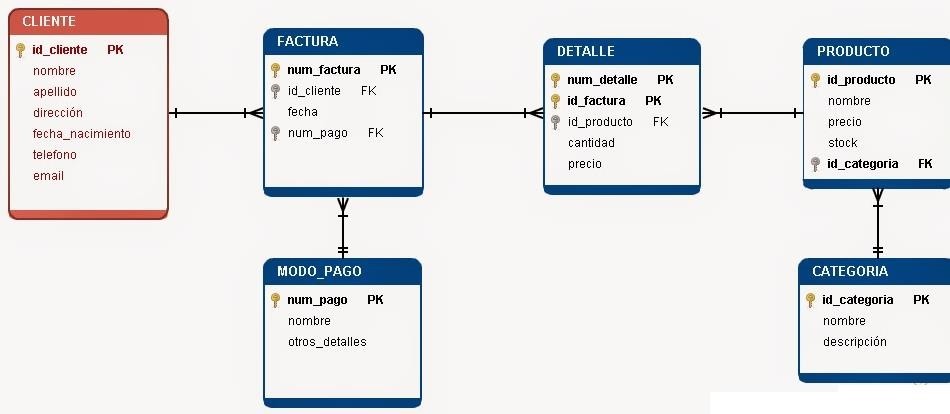 CLIENTE
id_cliente PK
nombre
apellido
dirección
fecha_nacimiento
telefono
email
FACTURA
num_factura PK
id_cliente FK
fecha
num_pago FK
DETALLE
num_detalle PK
id_factura PK
id_producto FK
cantidad
precio
PRODUCTO
id_producto PK
nombre
precio
stock
id_categoria FK
MODO_PAGO
num_pago PK
nombre
otros_detalles
CATEGORIA
id_categoria PK
nombre
descripción